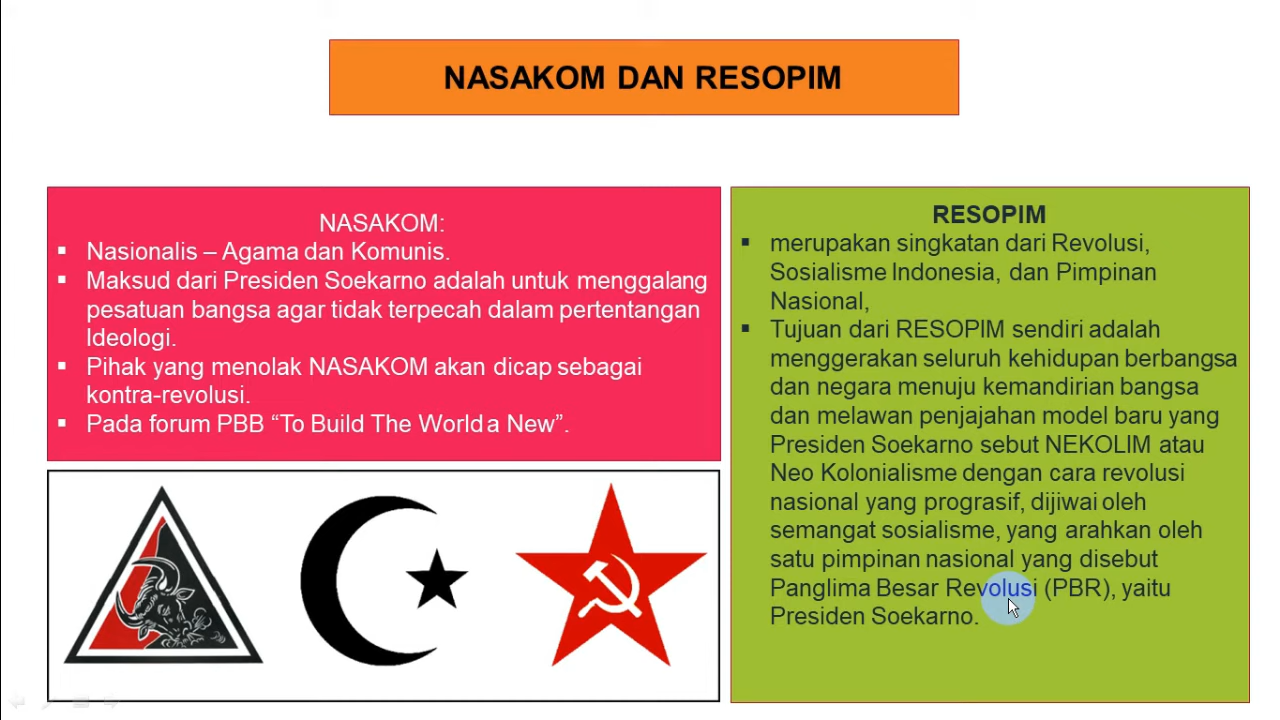 NASAKOM DAN RESOPIM
NASAKOM:
Nasionalis – Agama dan Komunis.
Maksud dari Presiden Soekarno adalah untuk menggalang
pesatuan bangsa agar tidak terpecah dalam pertentangan
Ideologi.
Pihak yang menolak NASAKOM akan dicap sebagai
kontra-revolusi.
Pada forum PBB “To Build The World a New”.
RESOPIM
merupakan singkatan dari Revolusi,
Sosialisme Indonesia, dan Pimpinan
Nasional,
Tujuan dari RESOPIM sendiri adalah
menggerakan seluruh kehidupan berbangsa
dan negara menuju kemandirian bangsa
dan melawan penjajahan model baru yang
Presiden Soekarno sebut NEKOLIM atau
Neo Kolonialisme dengan cara revolusi
nasional yang prograsif, dijiwai oleh
semangat sosialisme, yang arahkan oleh
satu pimpinan nasional yang disebut
Panglima Besar Revolusi (PBR), yaitu
Presiden Soekarno.